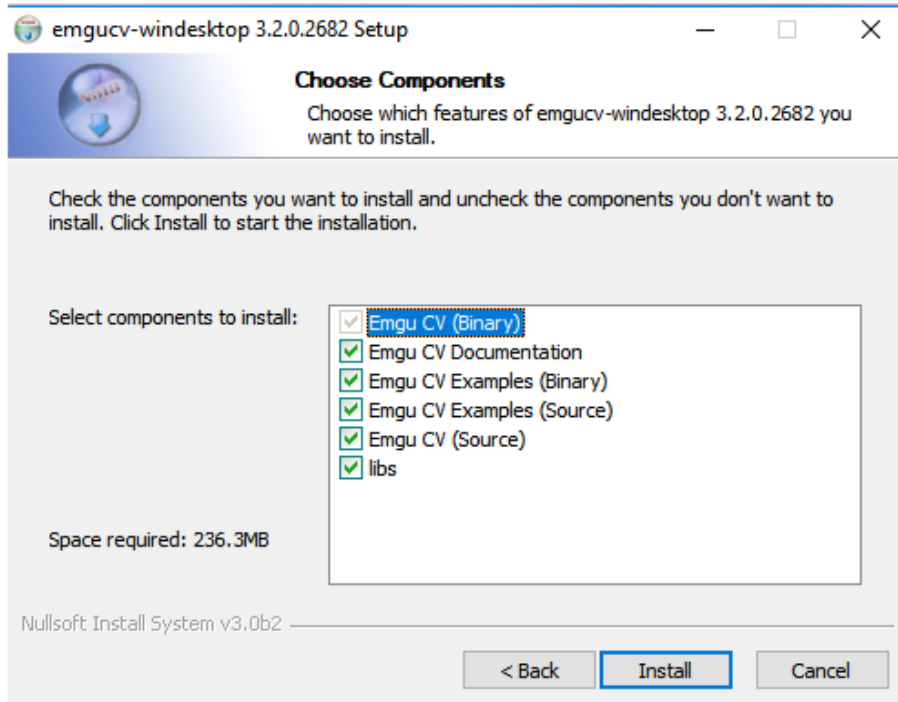 emgucv-windesktop 3.2.0.2682 Setup
Choose Components
Choose which features of emgucv-windesktop 3.2.0.2682 you
want to install.
Check the components you want to install and uncheck the components you don't want to
install. Click Install to start the installation.
Select components to install:
Emgu CV (Binary)
Emgu CV Documentation
Emgu CV Examples (Binary)
Emgu CV Examples (Source)
Emgu CV (Source)
libs
Space required: 236.3MB
Nullsoft Install System v3.0b2
< Back
Install
Cancel